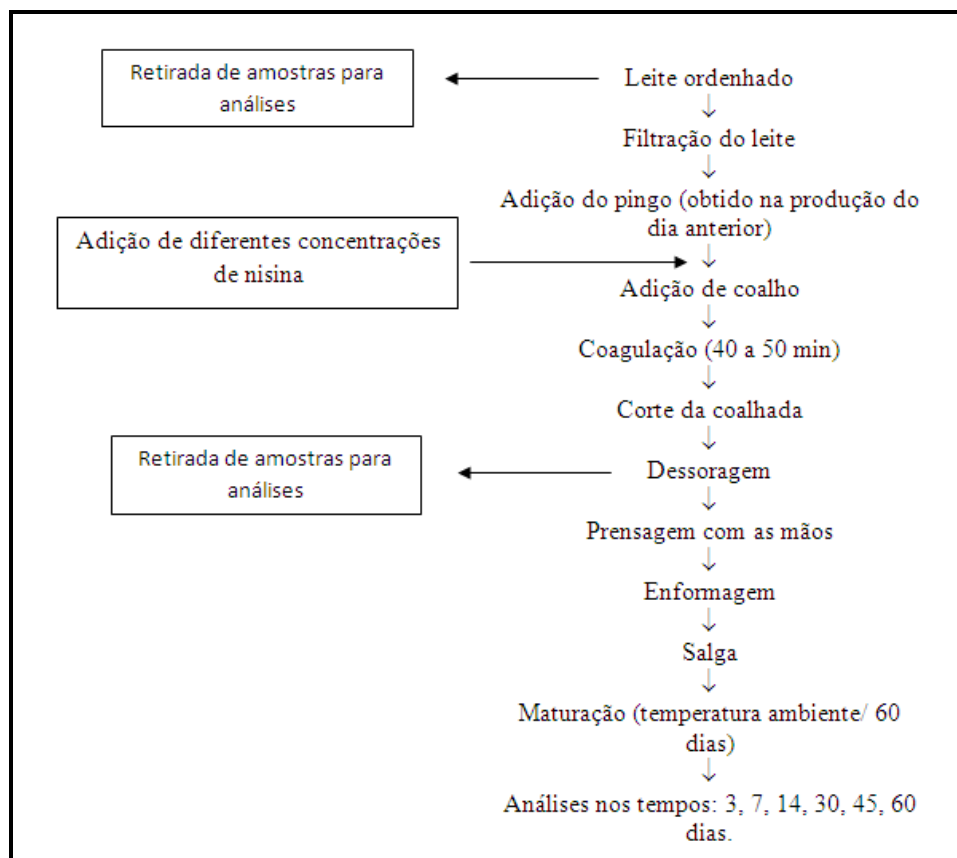 Retirada de amostras para
análises
Leite ordenhado
Filtração do leite
Adição do pingo (obtido na produção do
dia anterior)
Adição de diferentes concentrações
de nisina
Adição de coalho
Coagulação (40 a 50 min)
Corte da coalhada
Retirada de amostras para
análises
Dessoragem
Prensagem com as mãos
Enformagem
Salga
Maturação (temperatura ambiente/ 60
dias)
Análises nos tempos: 3, 7, 14, 30, 45, 60
dias.